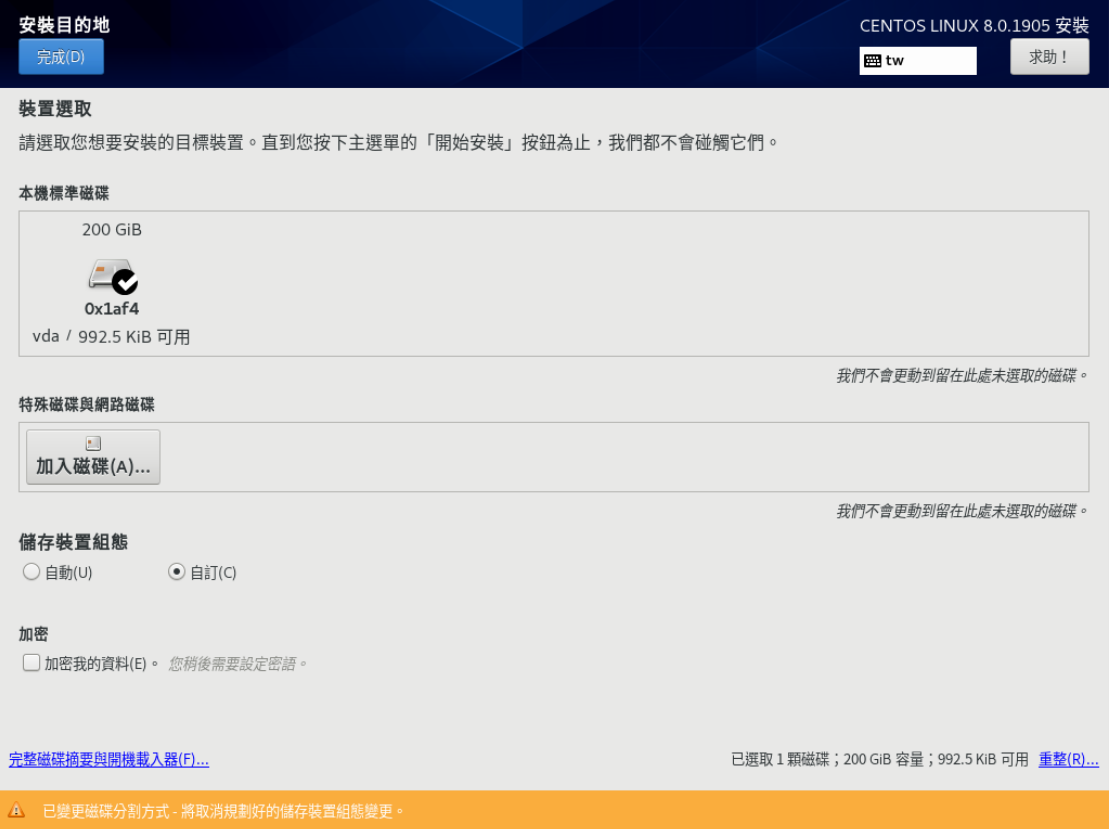 安裝目的地
CENTOS LINUX 8.0.1905 安裝
完成(D)
tw
求助！
裝置選取
請選取您想要安裝的目標裝置。直到您按下主選單的「開始安裝」按鈕為止，我們都不會碰觸它們。
本機標準磁碟
200 GiB
0x1af4
vda / 992.5 KiB 可用
我們不會更動到留在此處未選取的磁碟。
特殊磁碟與網路磁碟
加入磁碟(A)...
我們不會更動到留在此處未選取的磁碟。
儲存裝置組態
自動(U) 自訂(C)
加密
加密我的資料(E)。 您稍後需要設定密語。
完整磁碟摘要與開機載入器(F)... 已選取 1 顆磁碟；200 GiB 容量；992.5 KiB 可用 重整(R)...
已變更磁碟分割方式 - 將取消規劃好的儲存裝置組態變更。